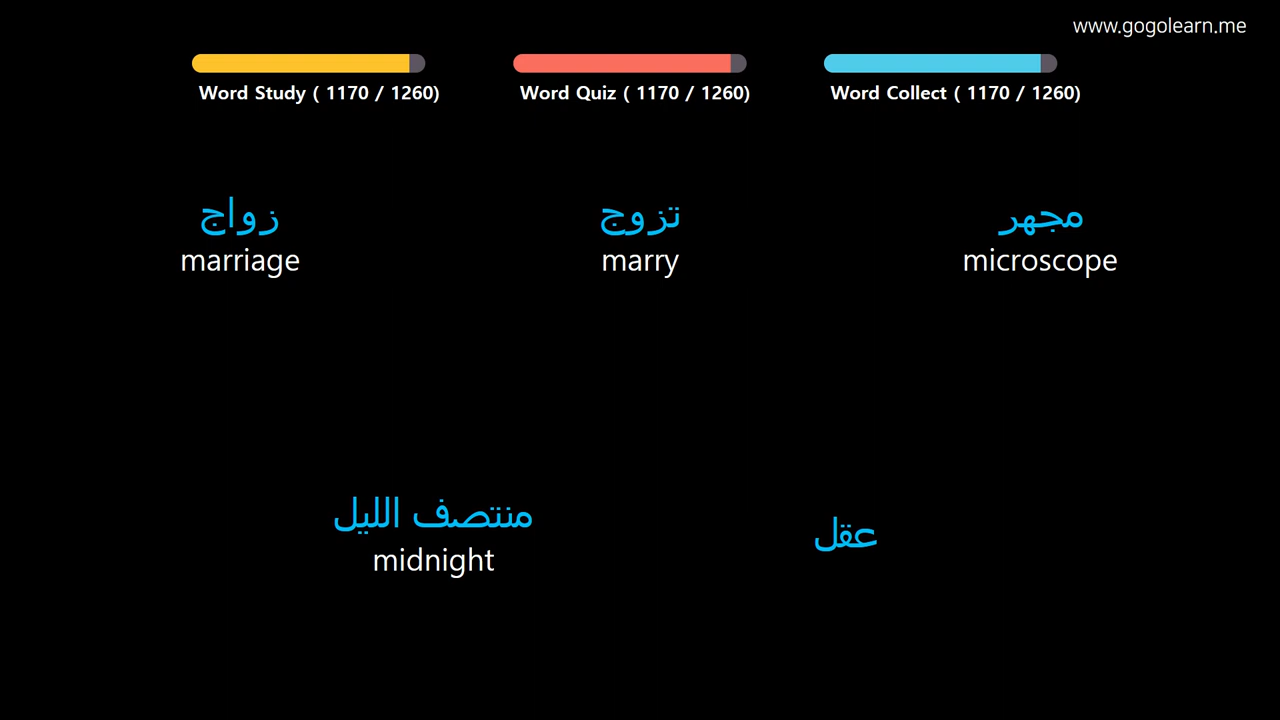 www.gogolearn.me
Word Study ( 1170 / 1260)
Word Quiz ( 1170 / 1260)
Word Collect ( 1170 / 1260)
زواج
marriage
تزوج
marry
مجهر
microscope
منتصف الليل
midnight
عقل